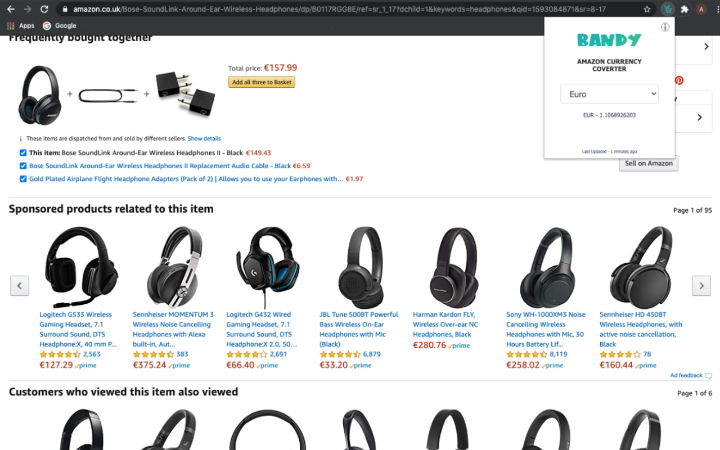 amazon.co.uk/Bose-SoundLink-Around-Ear-Wireless-Headphones/dp/B0117RGG8E/ref=sr_1_17?dchild=1&keywords=headphones&qid=1593084871&sr=8-17
A
Apps
Google
Frequently bought together
BANDY
AMAZON CURRENCY
COVERTER
Euro
EUR - 1.1068926203
Last Updated - 1 minutes ago
Sell on Amazon
Total price: €157.99
Add all three to Basket
+
+
i These items are dispatched from and sold by different sellers. Show details
This item: Bose SoundLink Around-Ear Wireless Headphones II - Black €149.43
Bose SoundLink Around-Ear Wireless Headphones II Replacement Audio Cable - Black €6.59
Gold Plated Airplane Flight Headphone Adapters (Pack of 2) | Allows you to use your Earphones with... €1.97
Sponsored products related to this item
Page 1 of 95
Logitech G533 Wireless
Gaming Headset, 7.1
Surround Sound, DTS
Headphone:X, 40 mm P...
2,563
€127.29 prime
Sennheiser MOMENTUM 3
Wireless Noise Cancelling
Headphones with Alexa
built-in, Aut...
383
€375.24 prime
Logitech G432 Wired
Gaming Headset, 7.1
Surround Sound, DTS
Headphone:X 2.0, 50...
2,691
€66.40 prime
JBL Tune 500BT Powerful
Bass Wireless On-Ear
Headphones with Mic
(Black)
6,879
€33.20 prime
Harman Kardon FLY,
Wireless Over-ear NC
Headphones, Black
€280.76 prime
Sony WH-1000XM3 Noise
Cancelling Wireless
Headphones with Mic, 30
Hours Battery Lif...
8,119
€258.02 prime
Sennheiser HD 450BT
Wireless Headphones, with
active noise cancellation,
Black
78
€160.44 prime
Ad feedback
Customers who viewed this item also viewed
Page 1 of 6